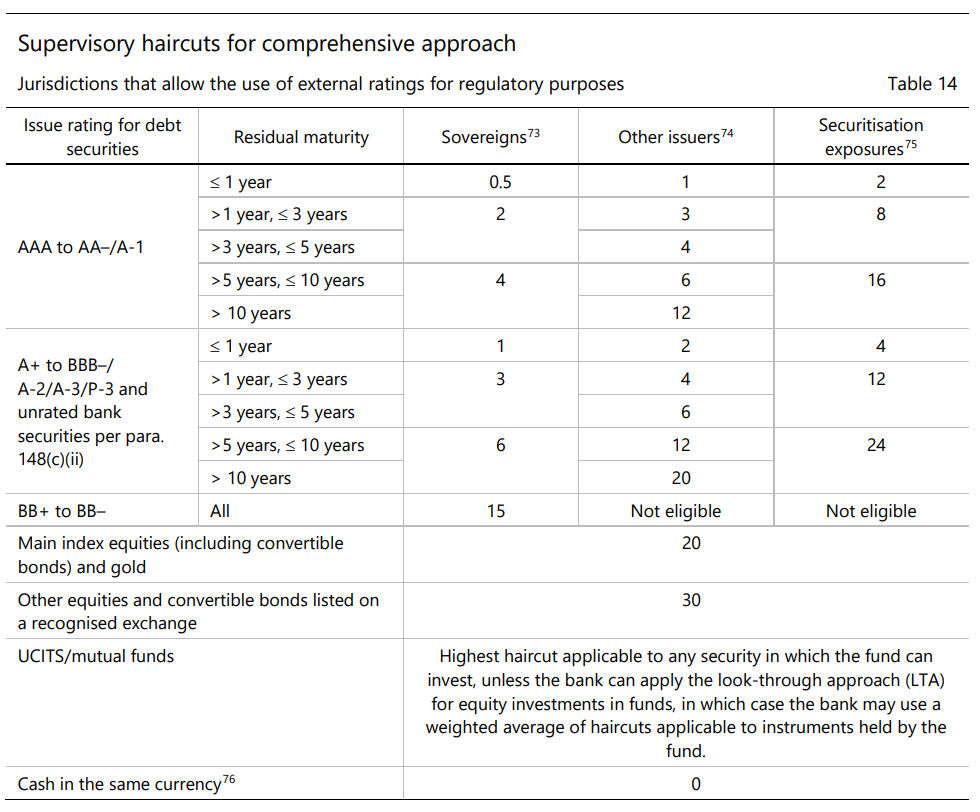 Supervisory haircuts for comprehensive approach
Jurisdictions that allow the use of external ratings for regulatory purposes Table 14
Issue rating for debt securities Residual maturity Sovereigns73 Other issuers74 Securitisation exposures75
AAA to AA–/A-1
≤ 1 year 0.5 1 2
>1 year, ≤ 3 years 2 3 8
>3 years, ≤ 5 years 4
>5 years, ≤ 10 years 4 6 16
> 10 years 12
A+ to BBB–/
A-2/A-3/P-3 and
unrated bank
securities per para.
148(c)(ii)
≤ 1 year 1 2 4
>1 year, ≤ 3 years 3 4 12
>3 years, ≤ 5 years 6
>5 years, ≤ 10 years 6 12 24
> 10 years 20
BB+ to BB– All 15 Not eligible Not eligible
Main index equities (including convertible
bonds) and gold
20
Other equities and convertible bonds listed on
a recognised exchange
30
UCITS/mutual funds
Highest haircut applicable to any security in which the fund can
invest, unless the bank can apply the look-through approach (LTA)
for equity investments in funds, in which case the bank may use a
weighted average of haircuts applicable to instruments held by the
fund.
Cash in the same currency76 0